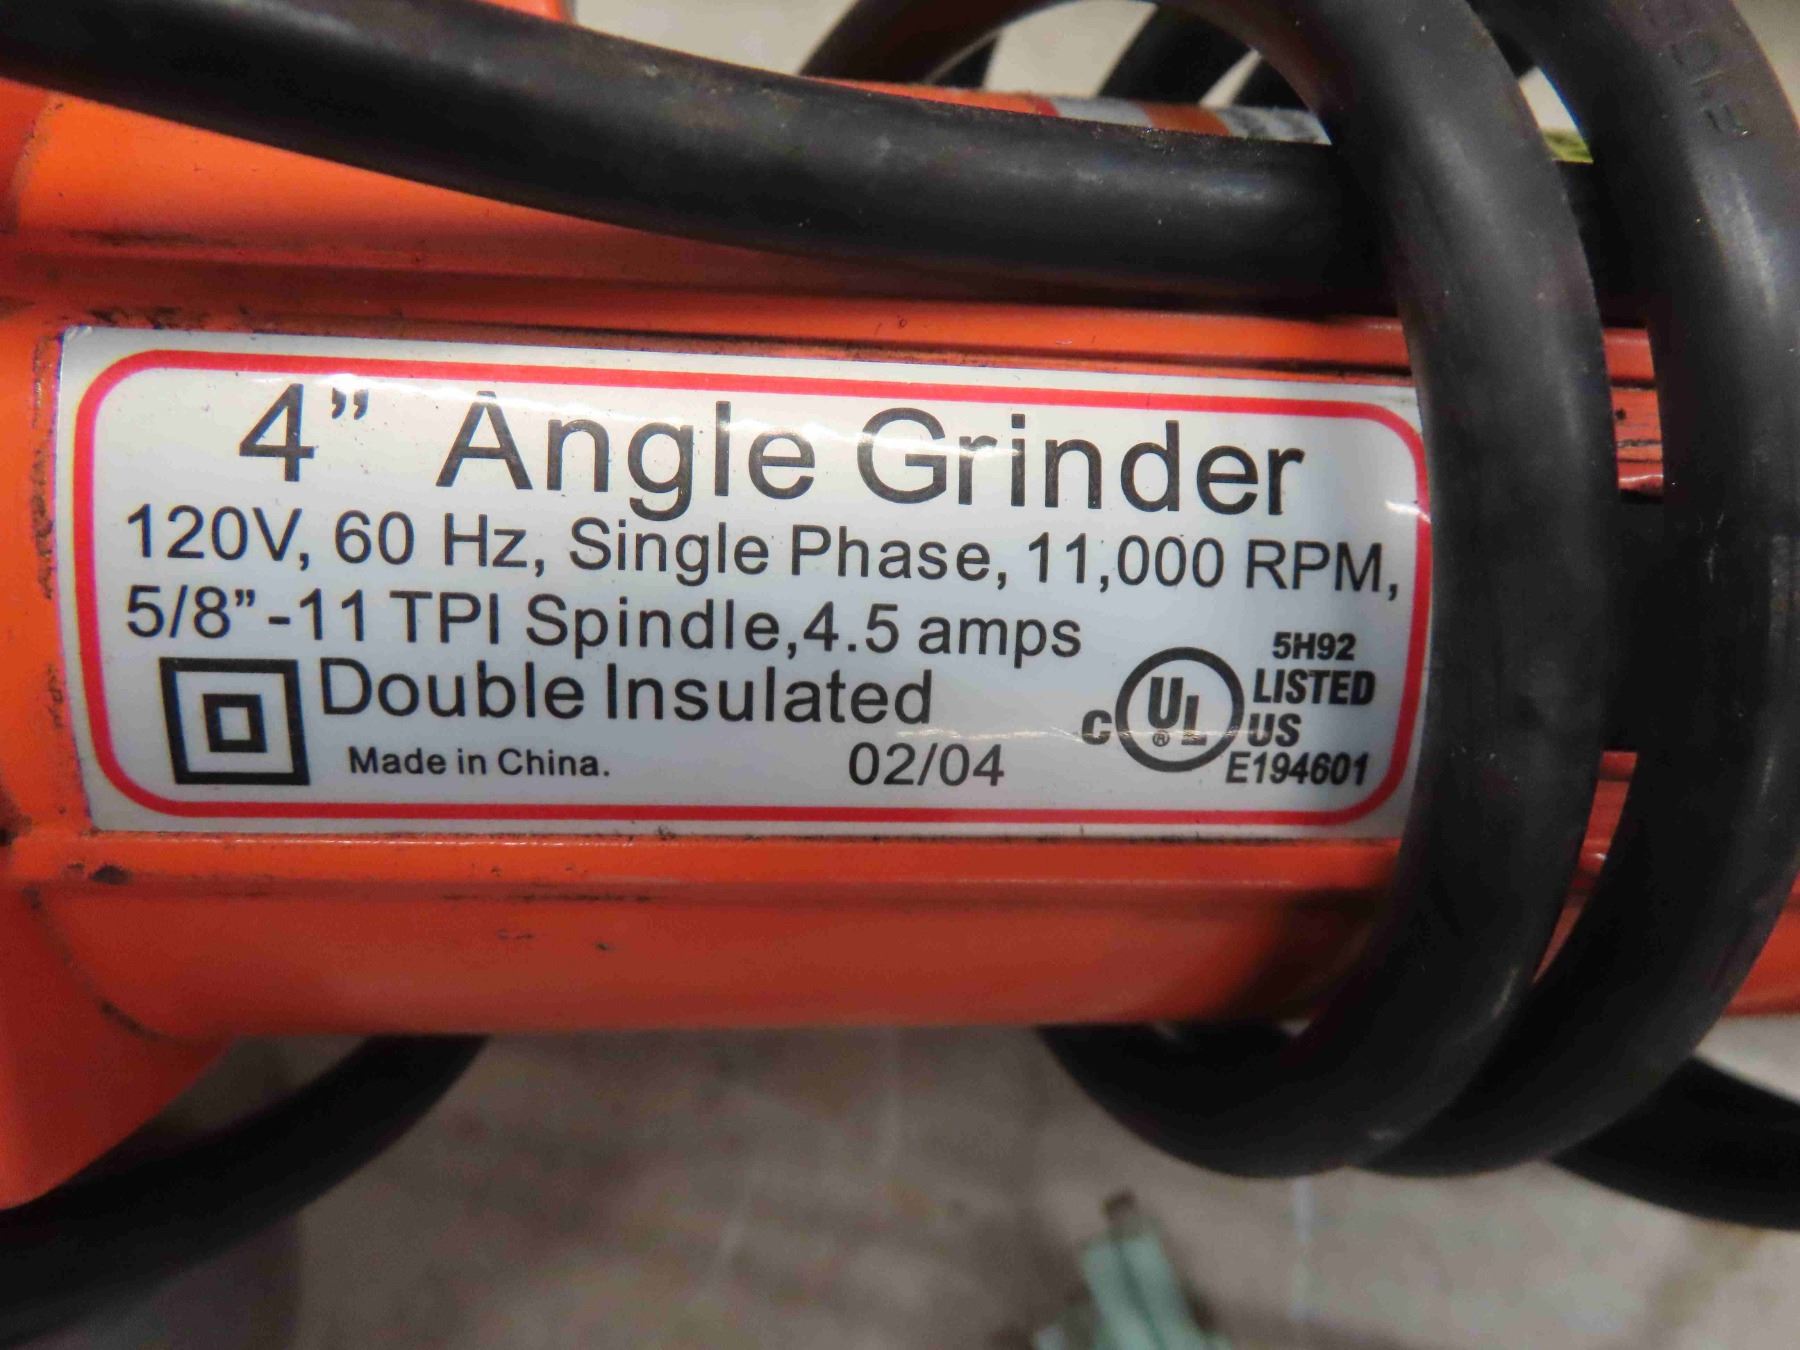 4” Angle Grinder
120V, 60 Hz, Single Phase, 11,000 RPM,
5/8”-11 TPI Spindle,4.5 amps
Double Insulated
Made in China.
02/04
5H92
C UL ® LISTED
US
E194601